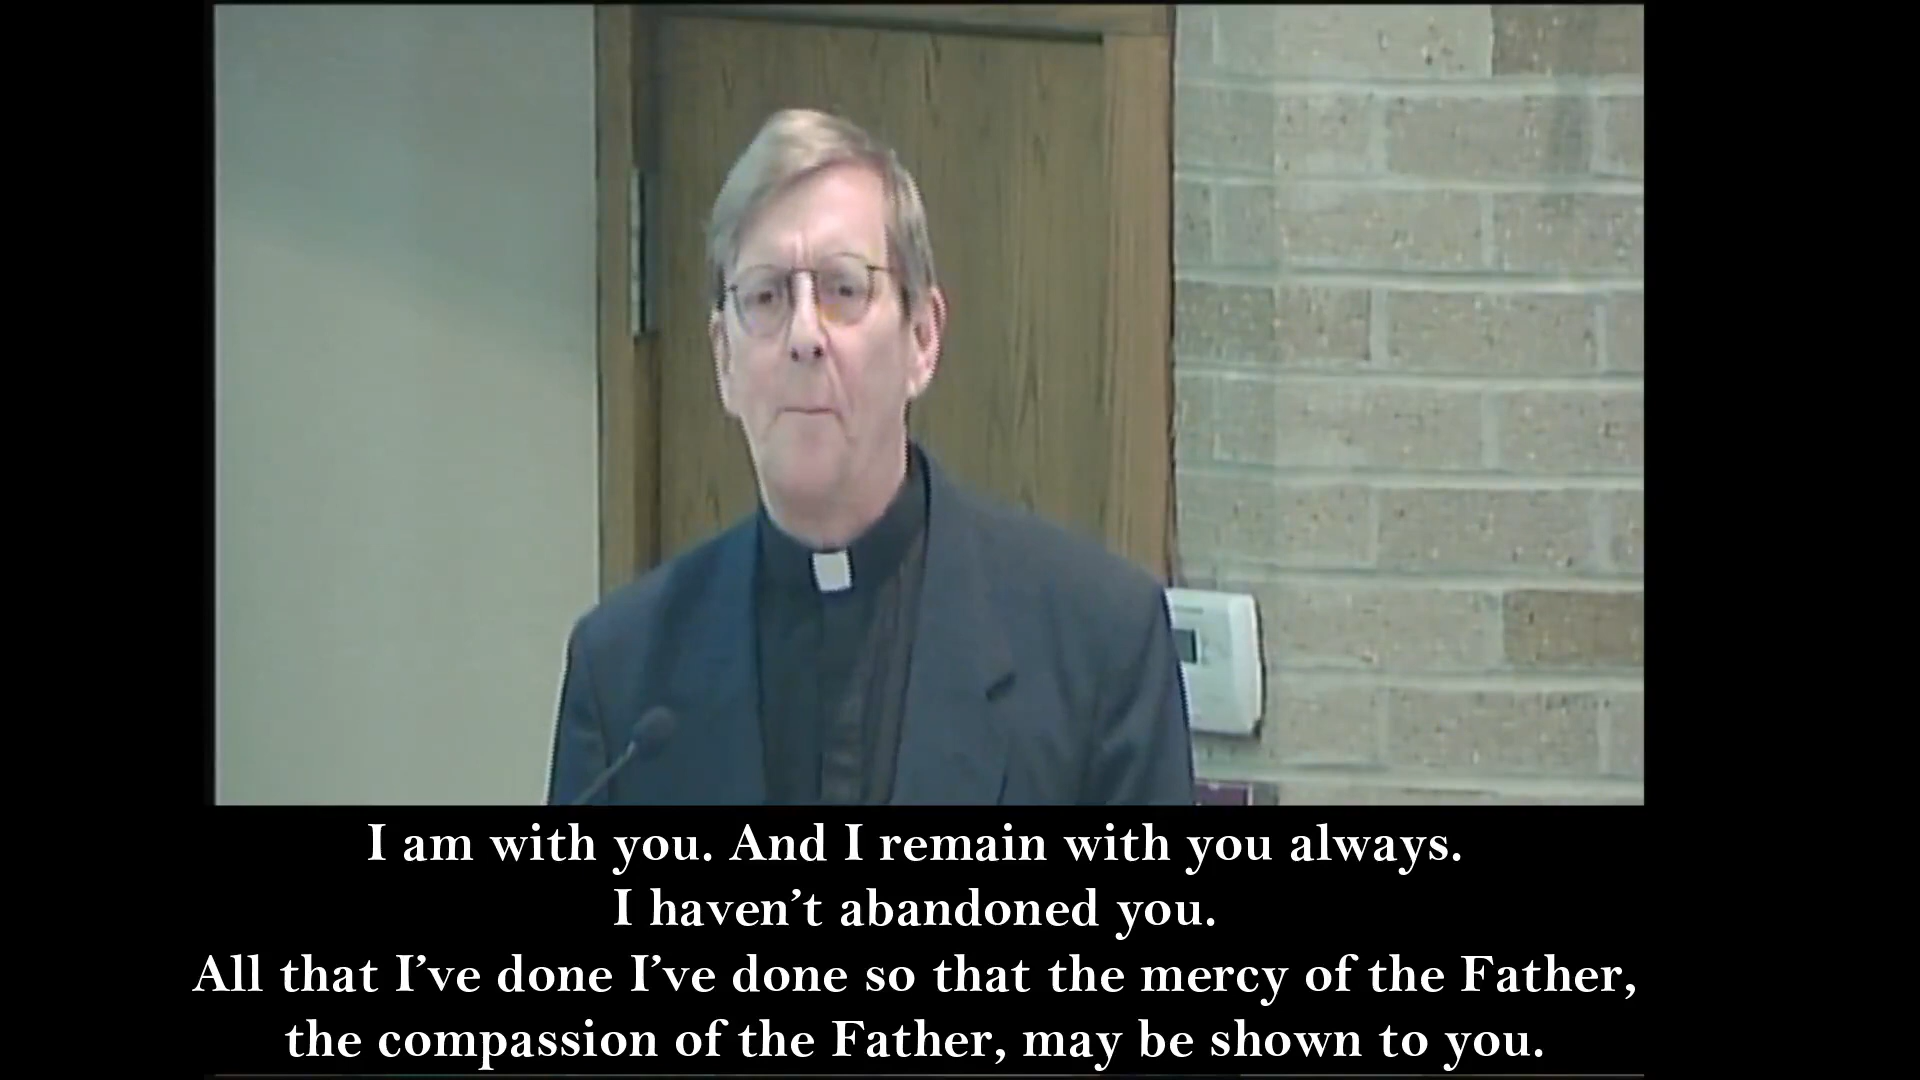 I am with you. And I remain with you always.
I haven’t abandoned you.
All that I’ve done I’ve done so that the mercy of the Father,
the compassion of the Father, may be shown to you.